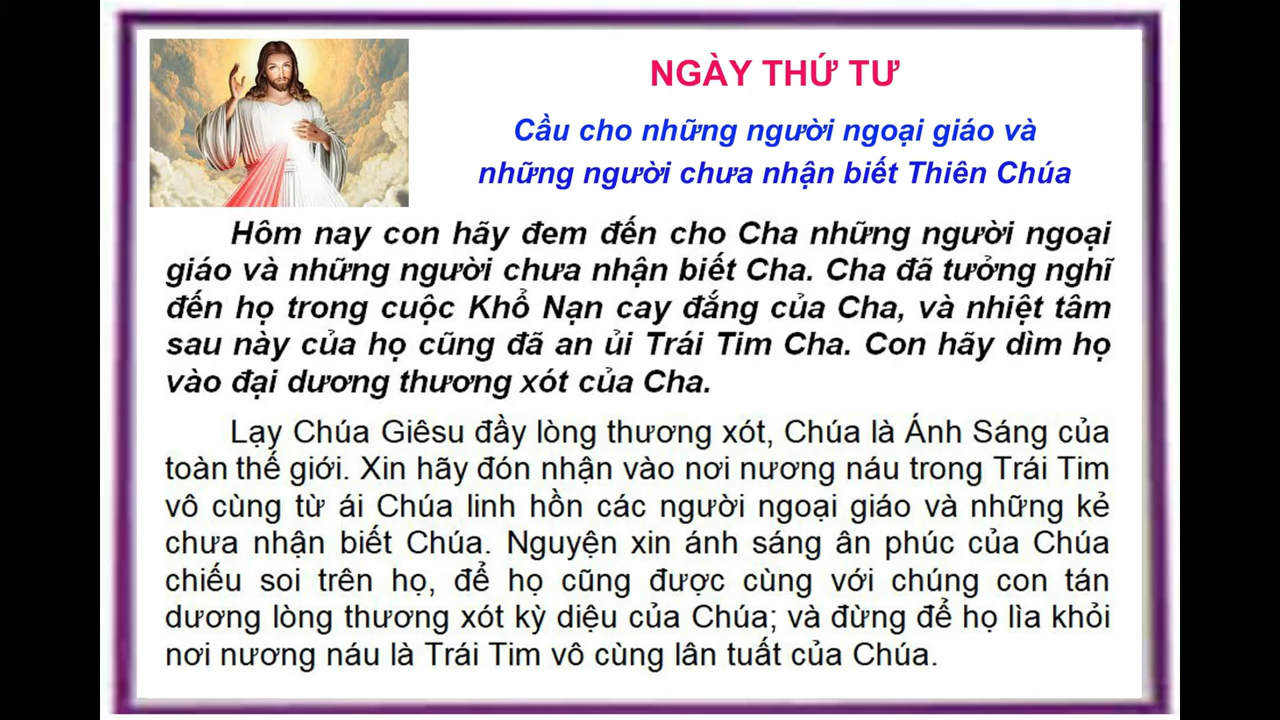 NGÀY THỨ TƯ
Cầu cho những người ngoại giáo và
những người chưa nhận biết Thiên Chúa
Hôm nay con hãy đem đến cho Cha những người ngoại
giáo và những người chưa nhận biết Cha. Cha đã tưởng nghĩ
đến họ trong cuộc Khổ Nạn cay đắng của Cha, và nhiệt tâm
sau này của họ cũng đã an ủi Trái Tim Cha. Con hãy dìm họ
vào đại dương thương xót của Cha.
Lạy Chúa Giêsu đầy lòng thương xót, Chúa là Ánh Sáng của
toàn thế giới. Xin hãy đón nhận vào nơi nương náu trong Trái Tim
vô cùng từ ái Chúa linh hồn các người ngoại giáo và những kẻ
chưa nhận biết Chúa. Nguyện xin ánh sáng ân phúc của Chúa
chiếu soi trên họ, để họ cũng được cùng với chúng con tán
dương lòng thương xót kỳ diệu của Chúa; và đừng để họ lìa khỏi
nơi nương náu là Trái Tim vô cùng lân tuất của Chúa.